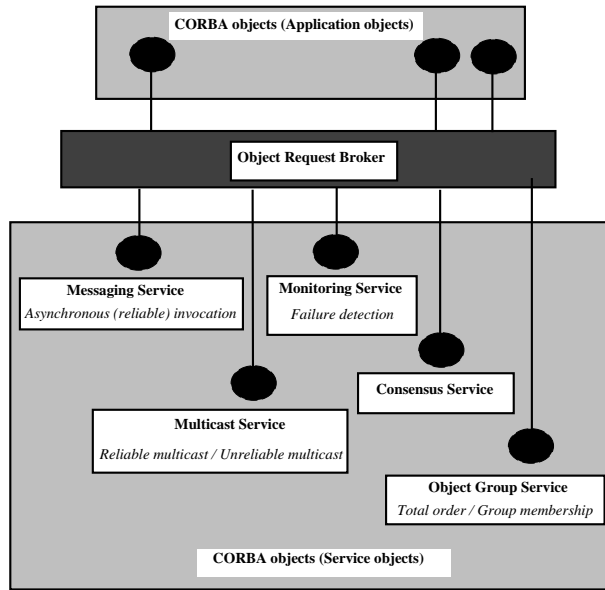 CORBA objects (Application objects)
Object Request Broker
Messaging Service
Asynchronous (reliable) invocation
Monitoring Service
Failure detection
Consensus Service
Multicast Service
Reliable multicast / Unreliable multicast
Object Group Service
Total order / Group membership
CORBA objects (Service objects)